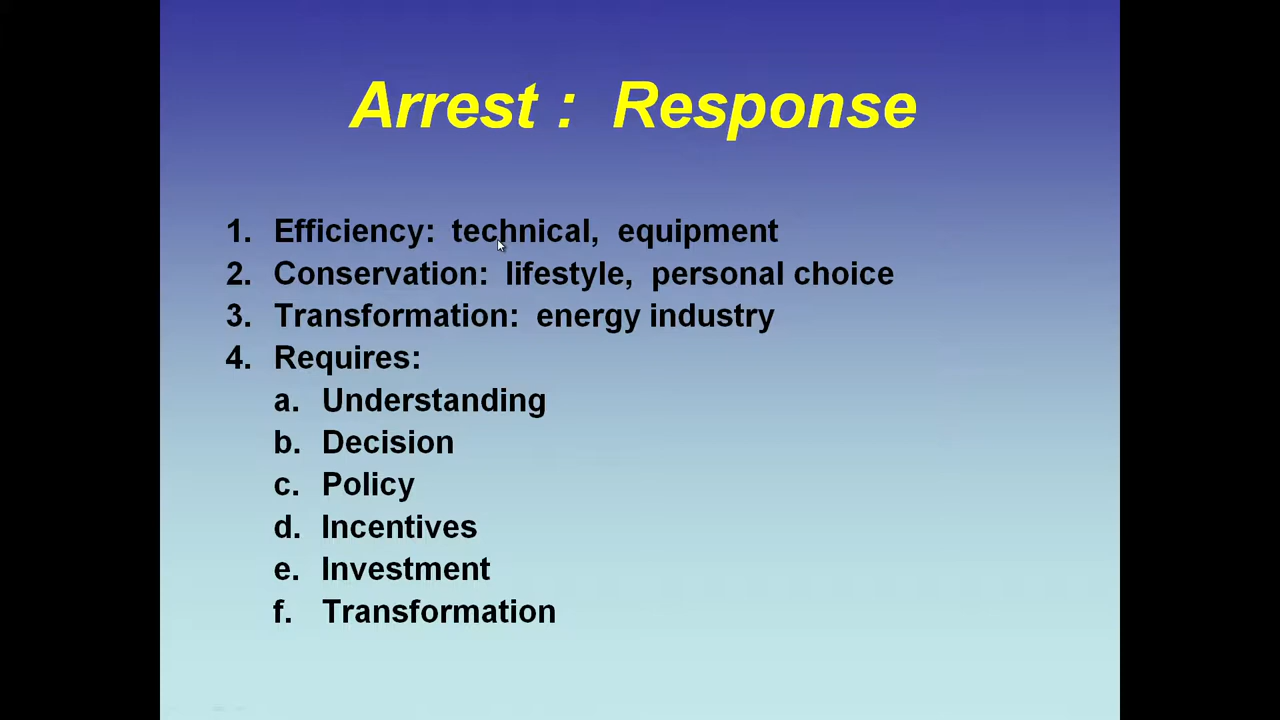 Arrest :  Response
1. Efficiency:  technical,  equipment
2. Conservation:  lifestyle,  personal choice
3. Transformation:  energy industry
4. Requires:
a. Understanding
b. Decision
c. Policy
d. Incentives
e. Investment
f. Transformation